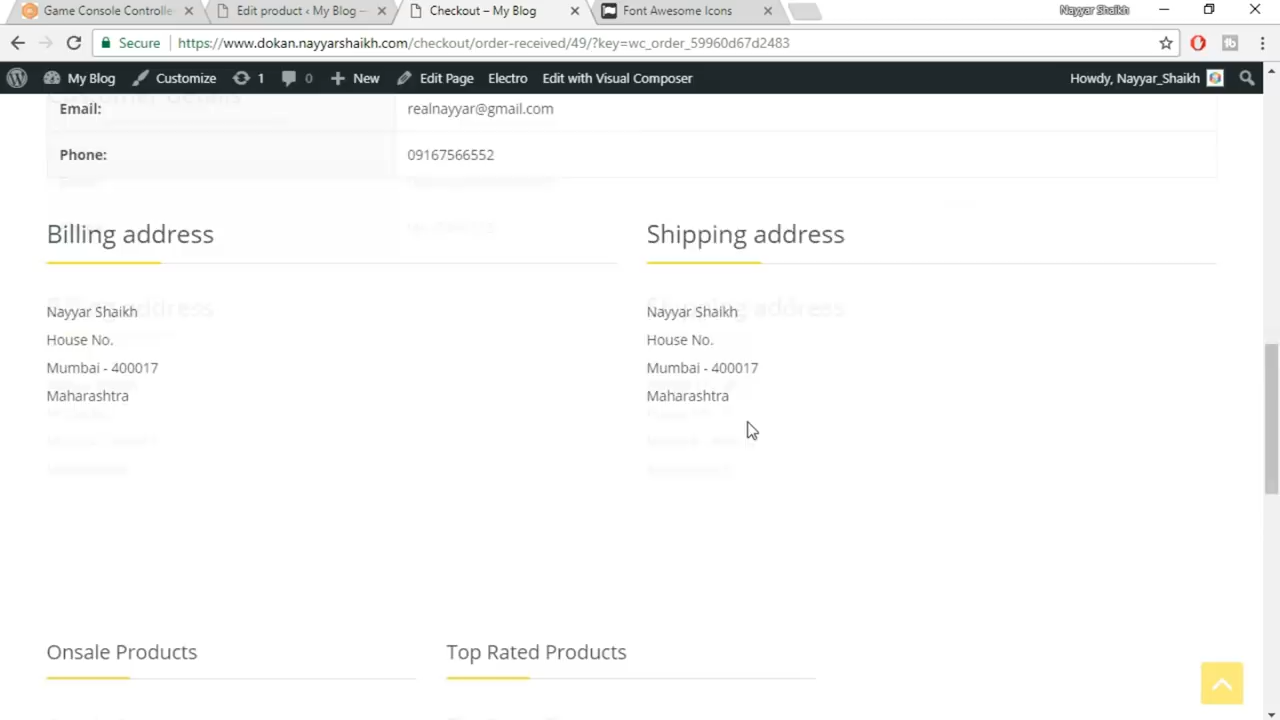 Game Console Controlle
Edit product ‹ My Blog –
Checkout – My Blog
Font Awesome Icons
Nayyar Shaikh
Secure
https://www.dokan.nayyarshaikh.com/checkout/order-received/49/?key=wc_order_59960d67d2483
My Blog
Customize
1
0
New
Edit Page
Electro
Edit with Visual Composer
Howdy, Nayyar_Shaikh
Email:
realnayyar@gmail.com
Phone:
09167566552
Billing address
Shipping address
Nayyar Shaikh
House No.
Mumbai - 400017
Maharashtra
Nayyar Shaikh
House No.
Mumbai - 400017
Maharashtra
Onsale Products
Top Rated Products